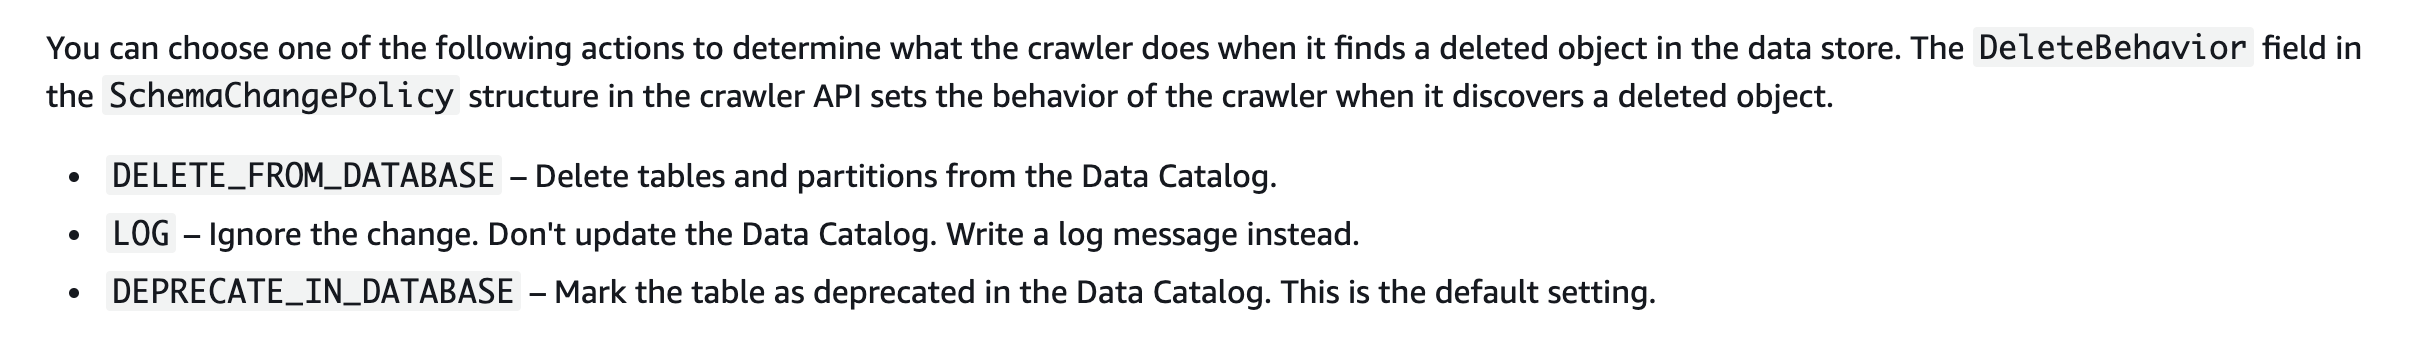 You can choose one of the following actions to determine what the crawler does when it finds a deleted object in the data store. The DeleteBehavior field in
the SchemaChangePolicy structure in the crawler API sets the behavior of the crawler when it discovers a deleted object.
• DELETE_FROM_DATABASE – Delete tables and partitions from the Data Catalog.
• LOG – Ignore the change. Don't update the Data Catalog. Write a log message instead.
• DEPRECATE_IN_DATABASE – Mark the table as deprecated in the Data Catalog. This is the default setting.